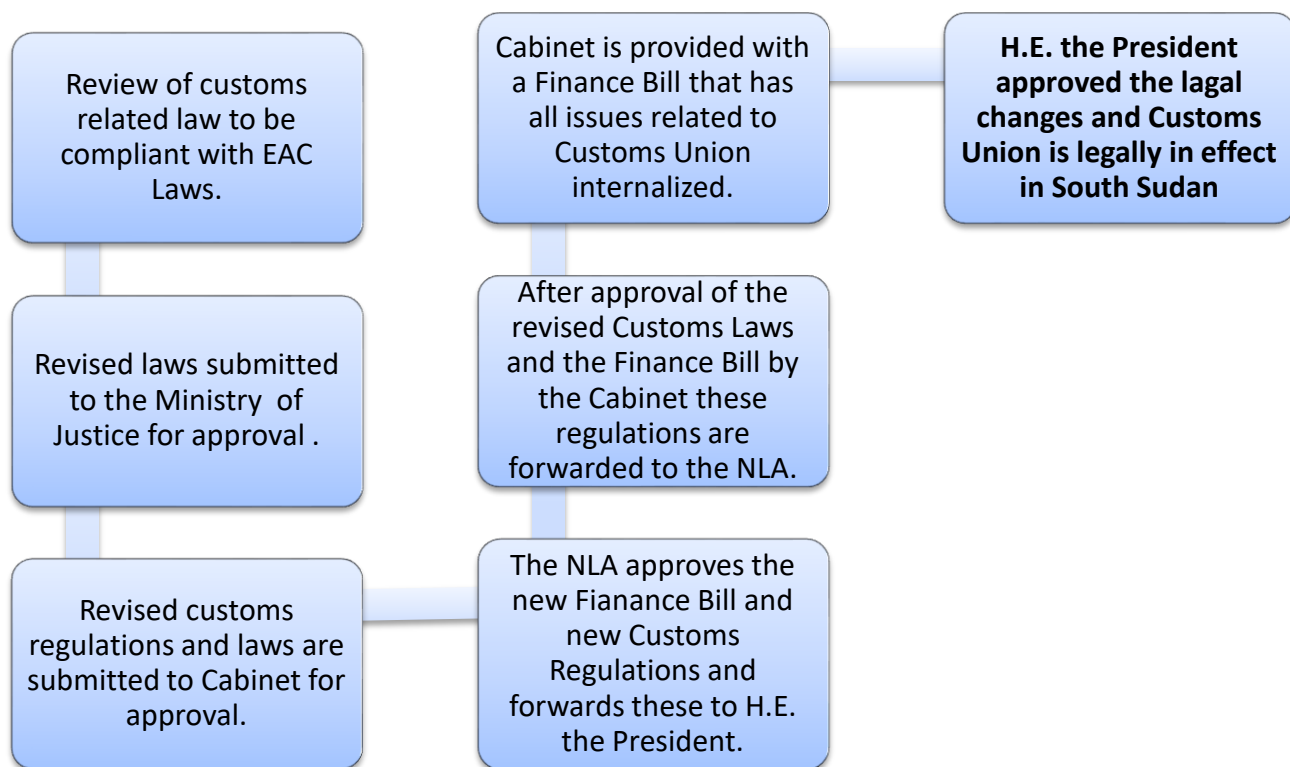 Review of customs
related law to be
compliant with EAC
Laws.
Revised laws submitted
to the Ministry of
Justice for approval .
Revised customs
regulations and laws are
submitted to Cabinet for
approval.
The NLA approves the
new Fianance Bill and
new Customs
Regulations and
forwards these to H.E.
the President.
After approval of the
revised Customs Laws
and the Finance Bill by
the Cabinet these
regulations are
forwarded to the NLA.
Cabinet is provided with
a Finance Bill that has
all issues related to
Customs Union
internalized.
H.E. the President
approved the lagal
changes and Customs
Union is legally in effect
in South Sudan